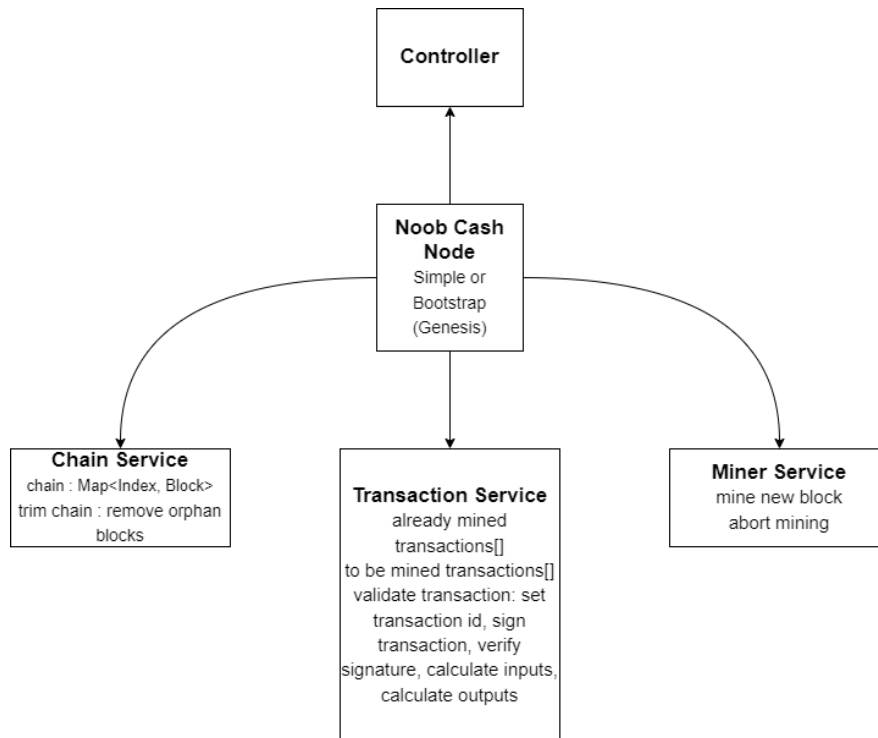 Controller
Noob Cash
Node
Simple or
Bootstrap
(Genesis)
Chain Service
chain : Map<Index, Block>
trim chain : remove orphan
blocks
Transaction Service
already mined
transactions[]
to be mined transactions[]
validate transaction: set
transaction id, sign
transaction, verify
signature, calculate inputs,
calculate outputs
Miner Service
mine new block
abort mining